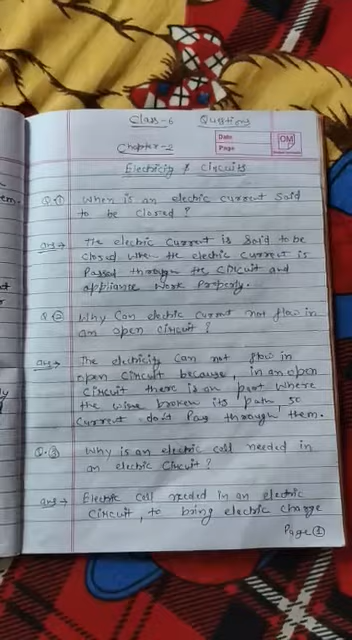 Class-6 Questions
Date
Page
OM
Chapter-2
Electricity & Circuits
Q.① When is an electric current said
to be closed?
ans→ the electric current is said to be
closed when the electric current is
passed through the circuit and
appliance work properly.
Q.② Why Can electric current not flow in
an open circuit?
ans→ The electricity can not flow in
open circuit because, in an open
circuit there is an part where
the wire broken its path so
current don't pass through them.
Q.③ Why is an electric cell needed in
an electric circuit?
ans→ Electric cell needed in an electric
circuit, to bring electric charge
Page ①